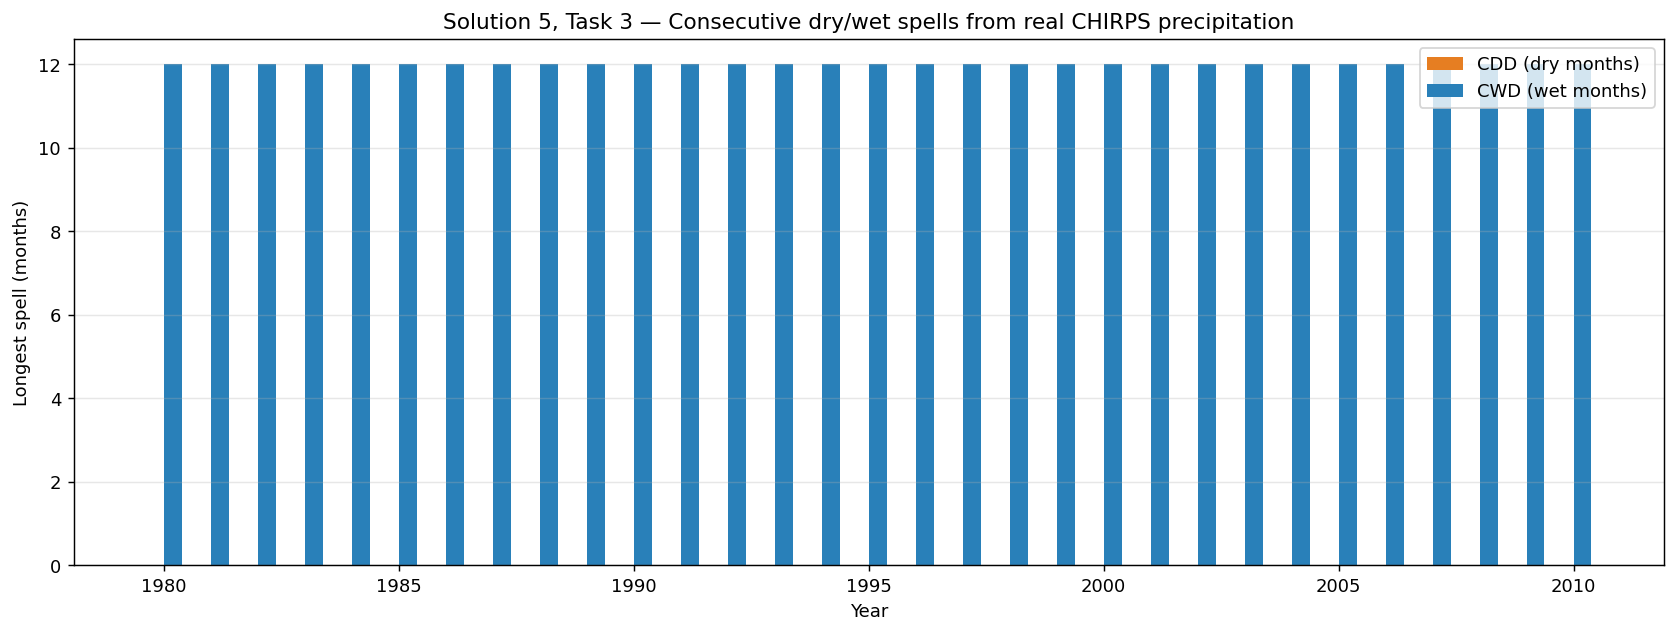 Solution 5, Task 3 — Consecutive dry/wet spells from real CHIRPS precipitation
CDD (dry months)
CWD (wet months)
12
10
8
6
4
2
0
Longest spell (months)
1980 1985 1990 1995 2000 2005 2010
Year